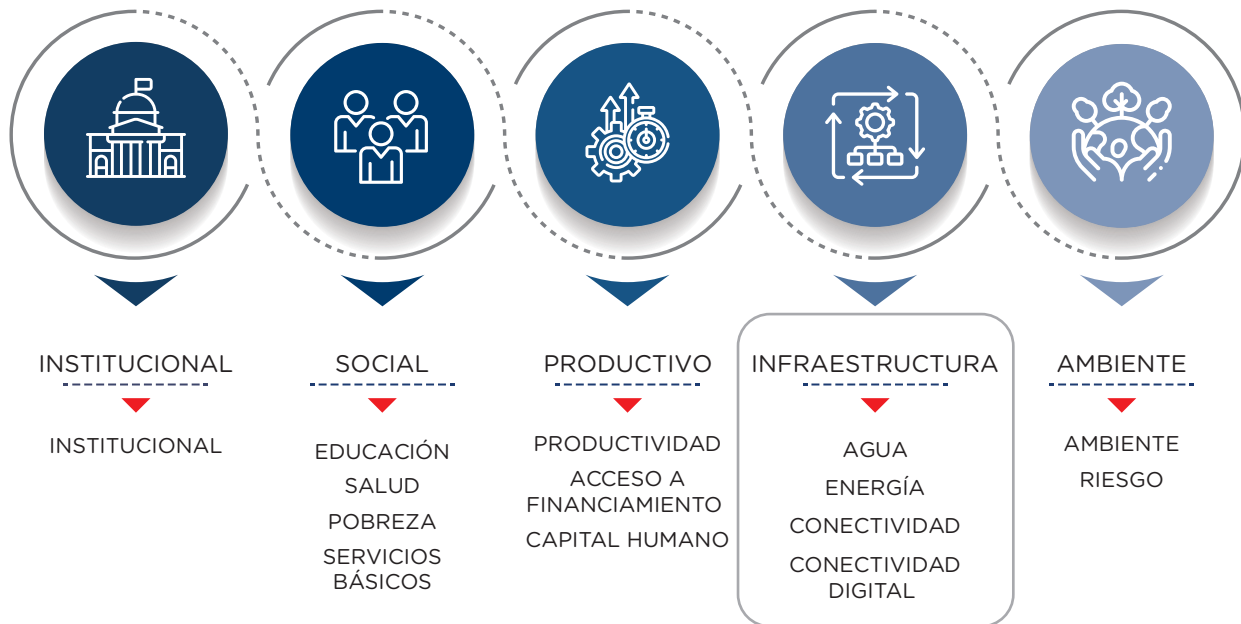 INSTITUCIONAL
INSTITUCIONAL
SOCIAL
EDUCACIÓN
SALUD
POBREZA
SERVICIOS
BÁSICOS
PRODUCTIVO
PRODUCTIVIDAD
ACCESO A
FINANCIAMIENTO
CAPITAL HUMANO
INFRAESTRUCTURA
AGUA
ENERGÍA
CONECTIVIDAD
CONECTIVIDAD
DIGITAL
AMBIENTE
AMBIENTE
RIESGO